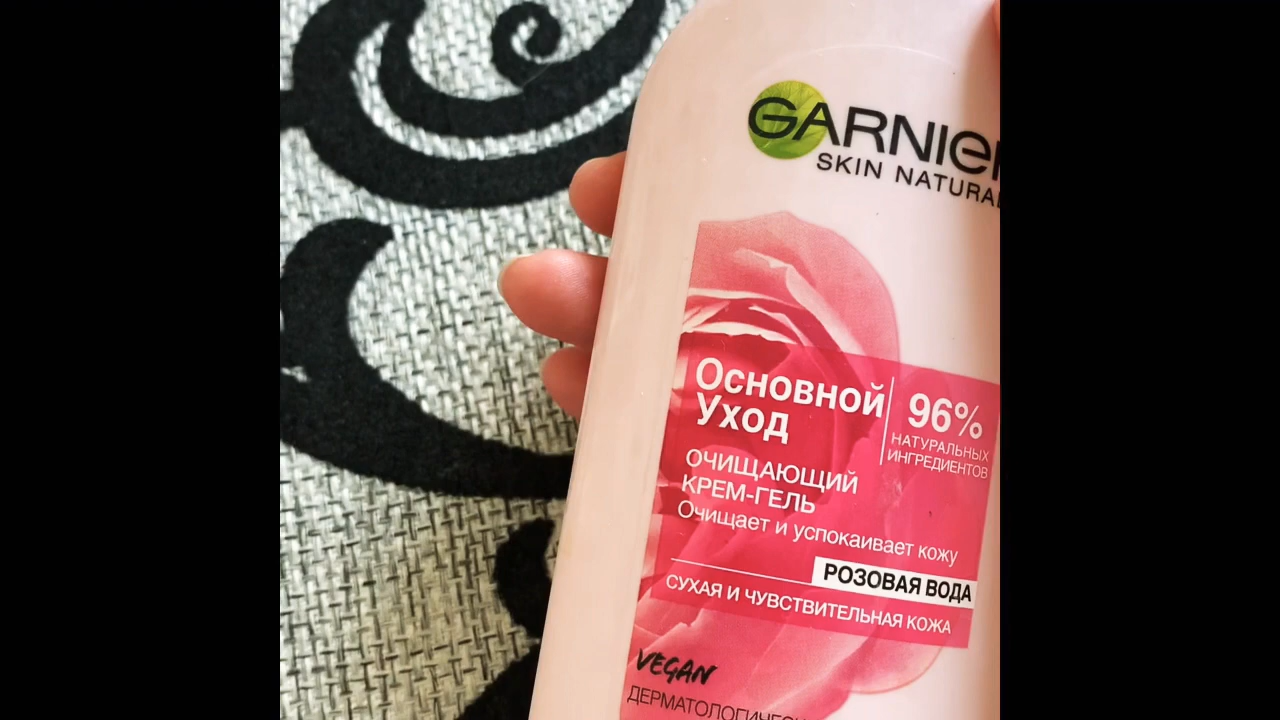 GARNIER
SKIN NATURAL
Основной
Уход
96%
НАТУРАЛЬНЫХ
ИНГРЕДИЕНТОВ
ОЧИЩАЮЩИЙ
КРЕМ-ГЕЛЬ
Очищает и успокаивает кожу
РОЗОВАЯ ВОДА
СУХАЯ И ЧУВСТВИТЕЛЬНАЯ КОЖА
VEGAN